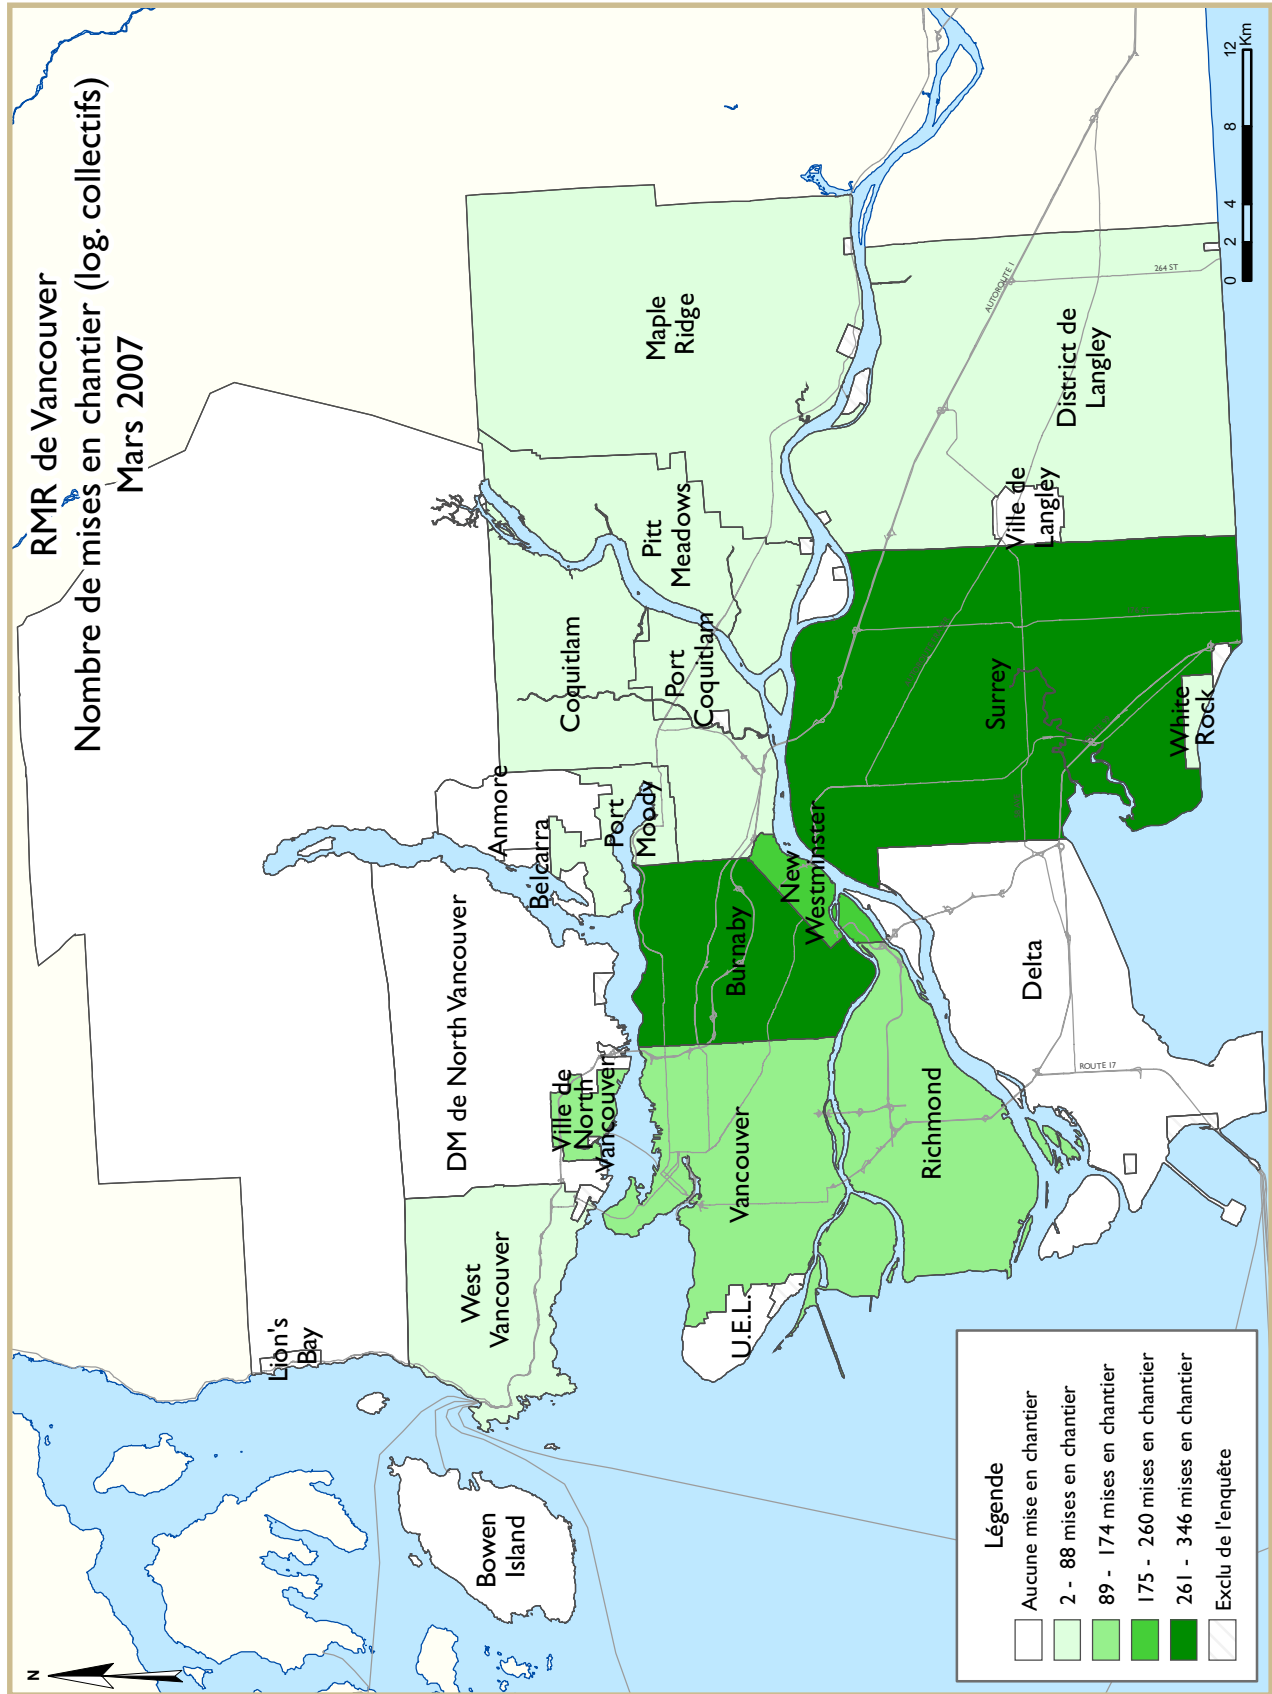 RMR de Vancouver
Nombre de mises en chantier (log. collectifs)
Mars 2007
N
Lion's
Bay
Bowen
Island
West
Vancouver
DM de North Vancouver
Ville de
North
Vancouver
Anmore
Belcarra
Port
Moody
Coquitlam
Port
Coquitlam
Pitt
Meadows
Maple
Ridge
U.E.L.
Vancouver
Burnaby
New
Westminster
Richmond
Delta
ROUTE 17
Surrey
White
Rock
Ville de
Langley
District de
Langley
AUTOROUTE 1
264 ST
Légende
Aucune mise en chantier
2 - 88 mises en chantier
89 - 174 mises en chantier
175 - 260 mises en chantier
261 - 346 mises en chantier
Exclu de l'enquête
0 2 4 8 12
Km